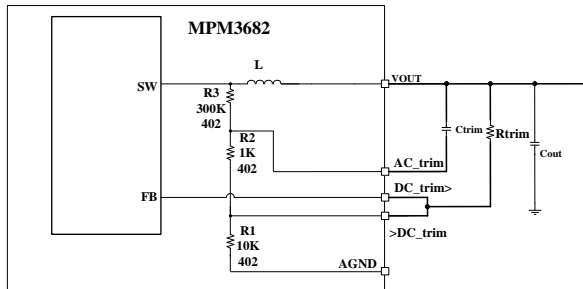 MPM3682
L
SW
VOUT
R3
300K
402
Ctrim
Rtrim
Cout
R2
1K
402
AC_trim
FB
DC_trim>
>DC_trim
R1
10K
402
AGND